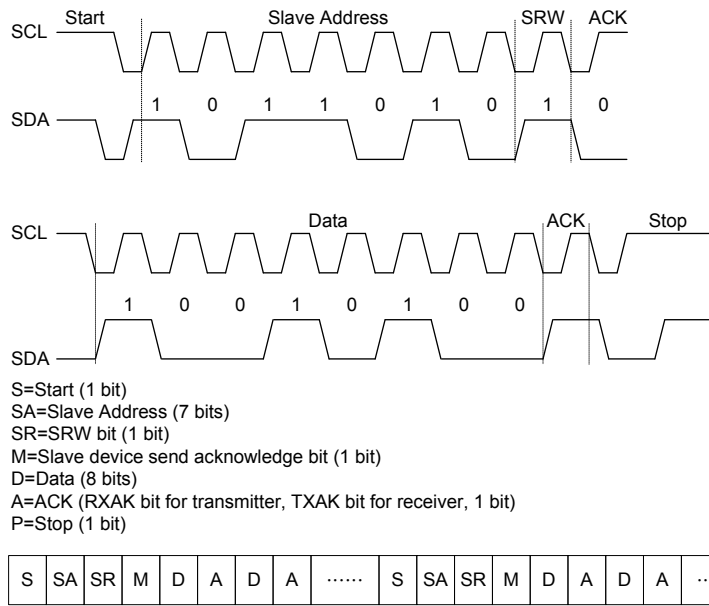 Start Slave Address SRW ACK
SCL
1 0 1 1 0 1 0 1 0
SDA
Data ACK Stop
SCL
1 0 0 1 0 1 0 0
SDA
S=Start (1 bit)
SA=Slave Address (7 bits)
SR=SRW bit (1 bit)
M=Slave device send acknowledge bit (1 bit)
D=Data (8 bits)
A=ACK (RXAK bit for transmitter, TXAK bit for receiver, 1 bit)
P=Stop (1 bit)
S SA SR M D A D A ······ S SA SR M D A D A ···